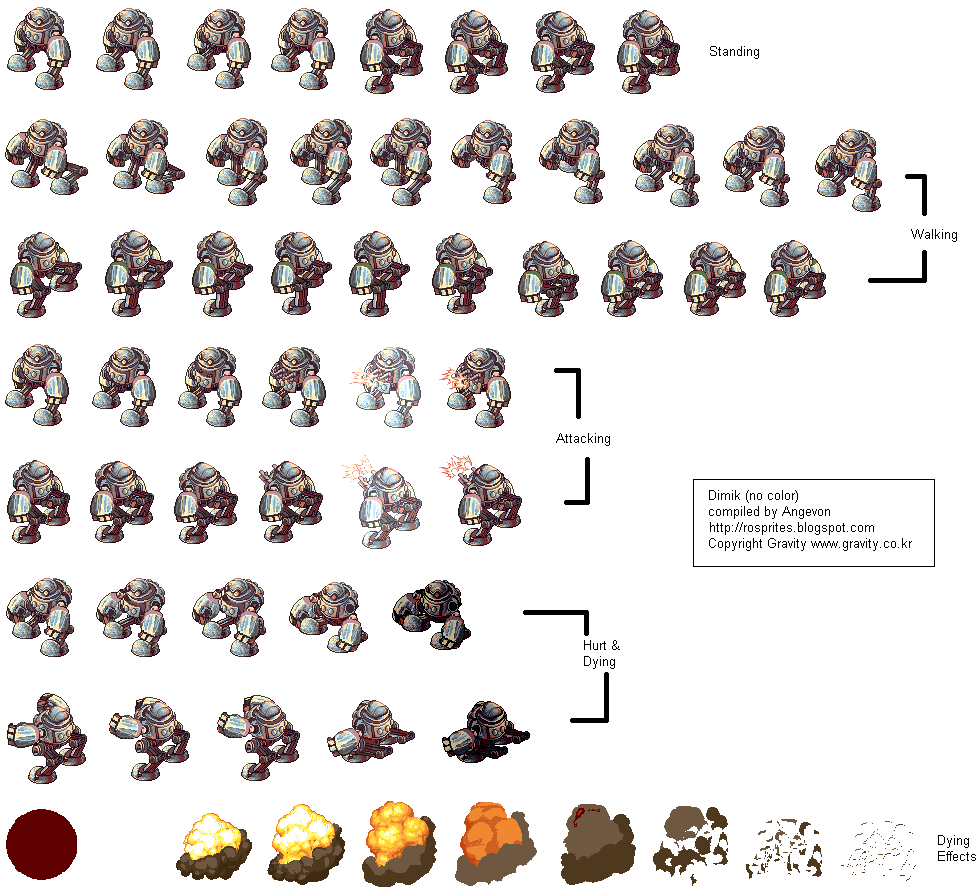 Standing
Walking
Attacking
Dimik (no color)
compiled by Angevon
http://rosprites.blogspot.com
Copyright Gravity www.gravity.co.kr
Hurt &
Dying
Dying
Effects